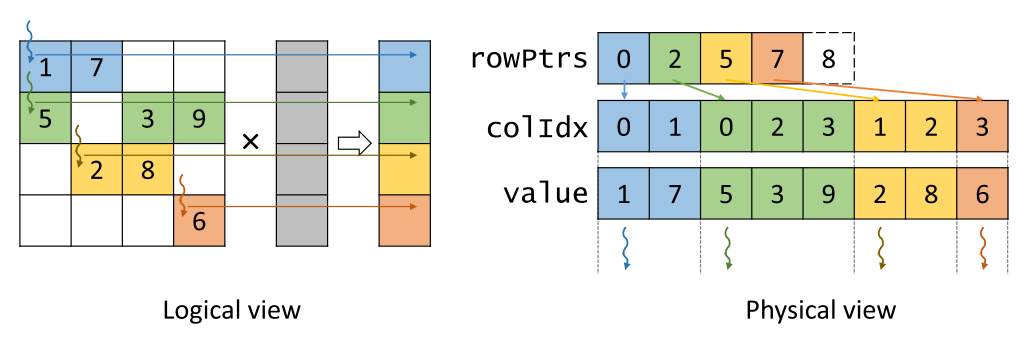 1 7
5 3 9
2 8
6
×
Logical view
rowPtrs 0 2 5 7 8
colIdx 0 1 0 2 3 1 2 3
value 1 7 5 3 9 2 8 6
Physical view